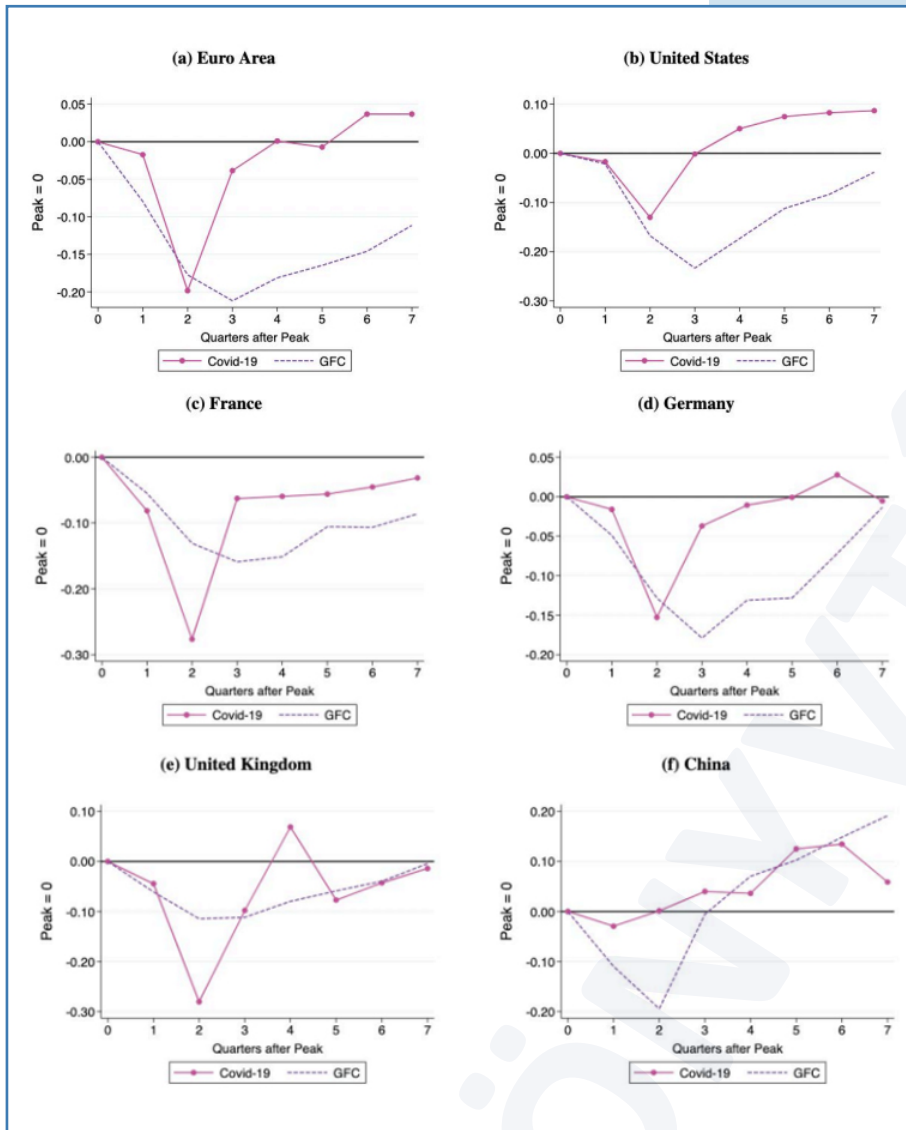 (a) Euro Area
Peak = 0
0.05
0.00
-0.05
-0.10
-0.15
-0.20
0 1 2 3 4 5 6 7
Quarters after Peak
Covid-19 GFC
(b) United States
Peak = 0
0.10
0.00
-0.10
-0.20
-0.30
0 1 2 3 4 5 6 7
Quarters after Peak
Covid-19 GFC
(c) France
Peak = 0
0.00
-0.10
-0.20
-0.30
0 1 2 3 4 5 6 7
Quarters after Peak
Covid-19 GFC
(d) Germany
Peak = 0
0.05
0.00
-0.05
-0.10
-0.15
-0.20
0 1 2 3 4 5 6 7
Quarters after Peak
Covid-19 GFC
(e) United Kingdom
Peak = 0
0.10
0.00
-0.10
-0.20
-0.30
0 1 2 3 4 5 6 7
Quarters after Peak
Covid-19 GFC
(f) China
Peak = 0
0.20
0.10
0.00
-0.10
-0.20
0 1 2 3 4 5 6 7
Quarters after Peak
Covid-19 GFC